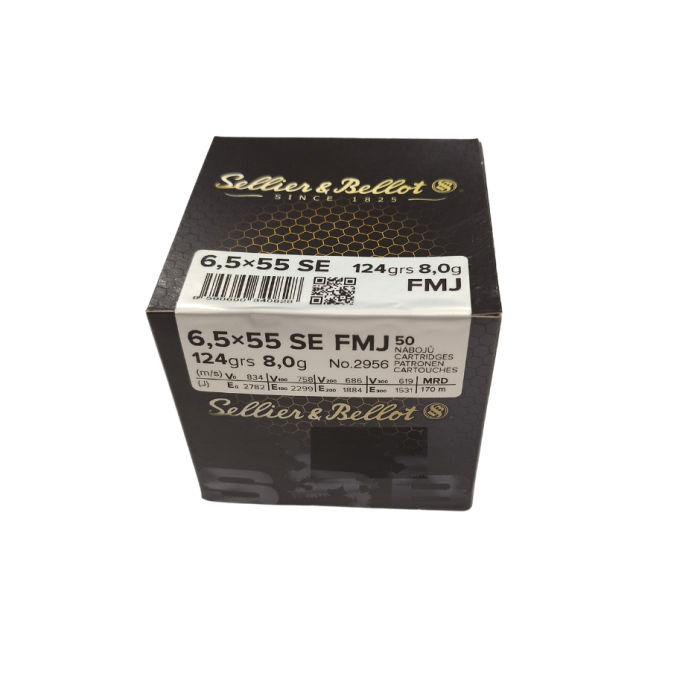 Sellier & Bellot S&B
SINCE 1825
6,5×55 SE 124grs 8,0g
FMJ
6,5×55 SE FMJ 50
NÁBOJŮ
CARTRIDGES
PATRONEN
CARTOUCHES
124grs 8,0g No.2956
(m/s) V0 834 V100 758 V200 686 V300 619 MRD
(J) E0 2782 E100 2299 E200 1884 E300 1531 170 m
Sellier & Bellot S&B